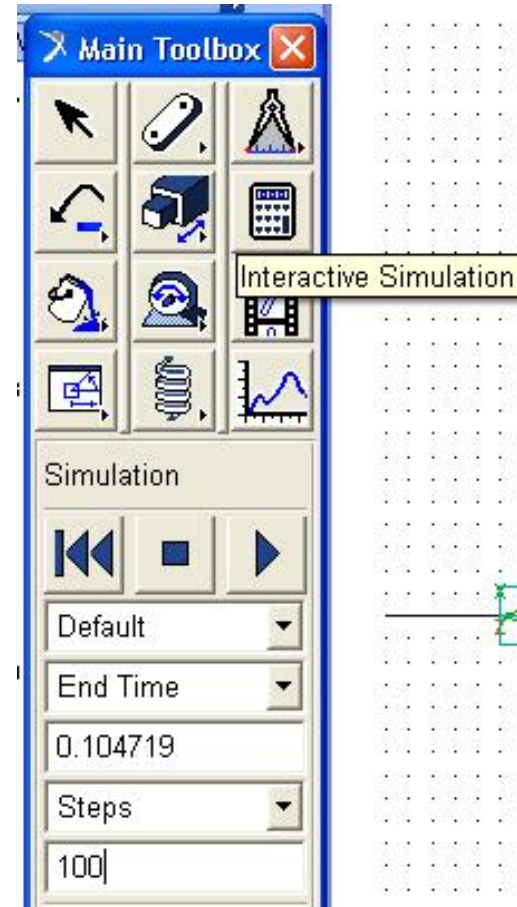 Main Toolbox
Interactive Simulation
Simulation
Default
End Time
0.104719
Steps
100